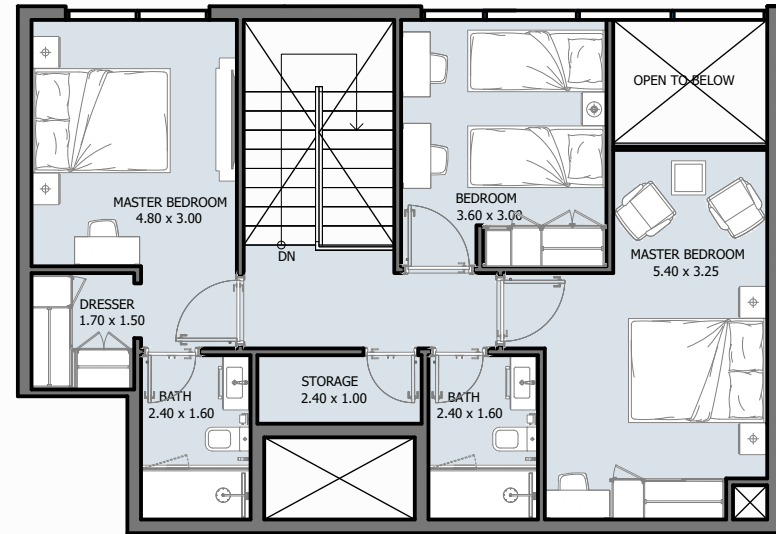 OPEN TO BELOW
MASTER BEDROOM
4.80 x 3.00
BEDROOM
3.60 x 3.00
DN
MASTER BEDROOM
5.40 x 3.25
DRESSER
1.70 x 1.50
STORAGE
2.40 x 1.00
BATH
2.40 x 1.60
BATH
2.40 x 1.60